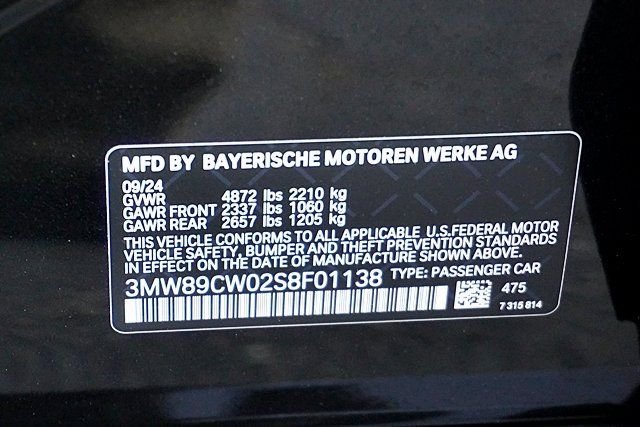 MFD BY BAYERISCHE MOTOREN WERKE AG
09/24
GVWR 4872 lbs 2210 kg
GAWR FRONT 2337 lbs 1060 kg
GAWR REAR 2657 lbs 1205 kg
THIS VEHICLE CONFORMS TO ALL APPLICABLE U.S.FEDERAL MOTOR
VEHICLE SAFETY, BUMPER AND THEFT PREVENTION STANDARDS
IN EFFECT ON THE DATE OF MANUFACTURE SHOWN ABOVE.
3MW89CW02S8F01138 TYPE: PASSENGER CAR
475
7 315 814